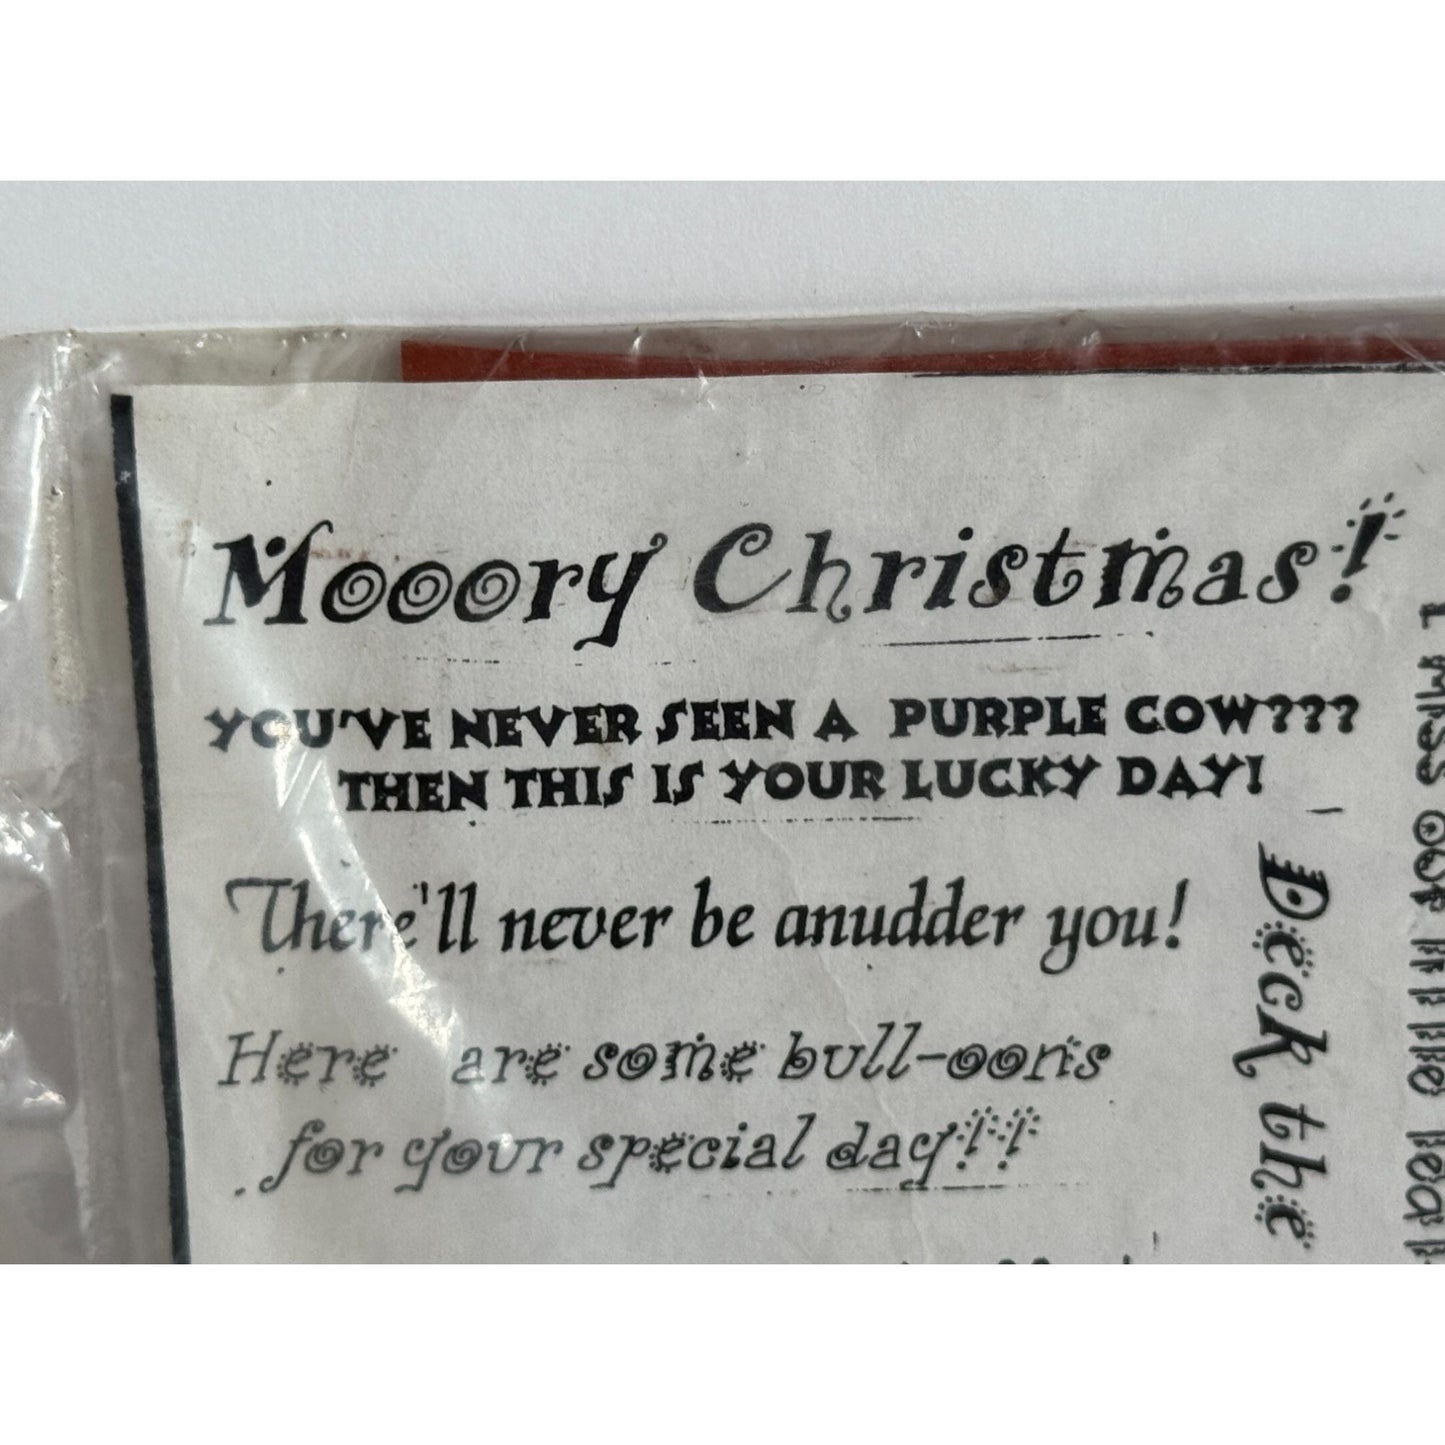 Mooory Christmas!
YOU'VE NEVER SEEN A PURPLE COW???
THEN THIS IS YOUR LUCKY DAY!
There'll never be anudder you!
Here are some bull-oons
for your special day!!
Deck the
I miss